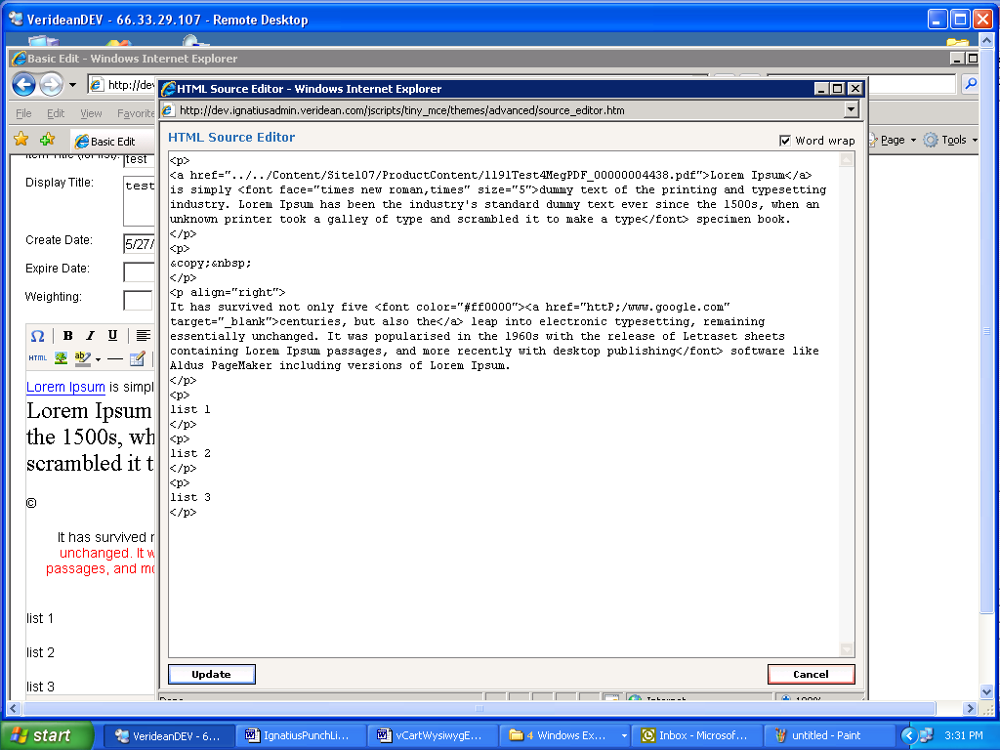 VerideanDEV - 66.33.29.107 - Remote Desktop
Basic Edit - Windows Internet Explorer
http://dev
HTML Source Editor - Windows Internet Explorer
http://dev.ignatiusadmin.veridean.com/jscripts/tiny_mce/themes/advanced/source_editor.htm
File Edit View Favorite
Basic Edit
Page Tools
HTML Source Editor
Word wrap
Item Title (for list): test
Display Title: test
Create Date: 5/27/
Expire Date:
Weighting:
Ω B I U
HTML ab
Lorem Ipsum is simpl
Lorem Ipsum
the 1500s, wh
scrambled it t
©
It has survived n
unchanged. It w
passages, and mo
list 1
list 2
list 3
<p>
<a href="../../Content/Site107/ProductContent/1191Test4MegPDF_00000004438.pdf">Lorem Ipsum</a>
is simply <font face="times new roman,times" size="5">dummy text of the printing and typesetting
industry. Lorem Ipsum has been the industry's standard dummy text ever since the 1500s, when an
unknown printer took a galley of type and scrambled it to make a type</font> specimen book.
</p>
<p>
&copy;&nbsp;
</p>
<p align="right">
It has survived not only five <font color="#ff0000"><a href="httP;/www.google.com"
target="_blank">centuries, but also the</a> leap into electronic typesetting, remaining
essentially unchanged. It was popularised in the 1960s with the release of Letraset sheets
containing Lorem Ipsum passages, and more recently with desktop publishing</font> software like
Aldus PageMaker including versions of Lorem Ipsum.
</p>
<p>
list 1
</p>
<p>
list 2
</p>
<p>
list 3
</p>
Update Cancel
Done Internet 100%
start VerideanDEV - 6... IgnatiusPunchLi... vCartWysiwygE... 4 Windows Ex... Inbox - Microsof... untitled - Paint 3:31 PM